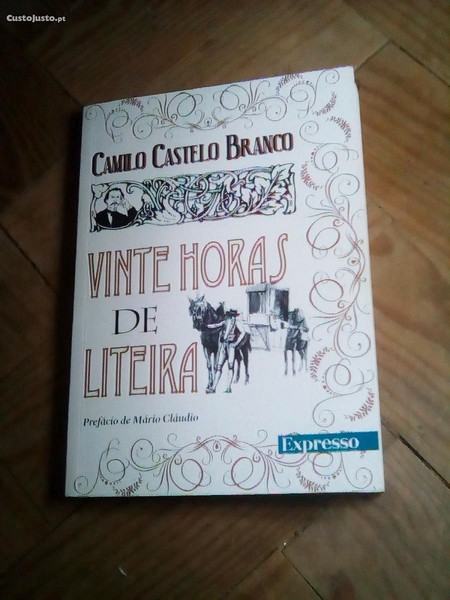 CustoJusto.pt
CAMILO CASTELO BRANCO
VINTE HORAS
DE
LITEIRA
Prefácio de Mário Cláudio
Expresso